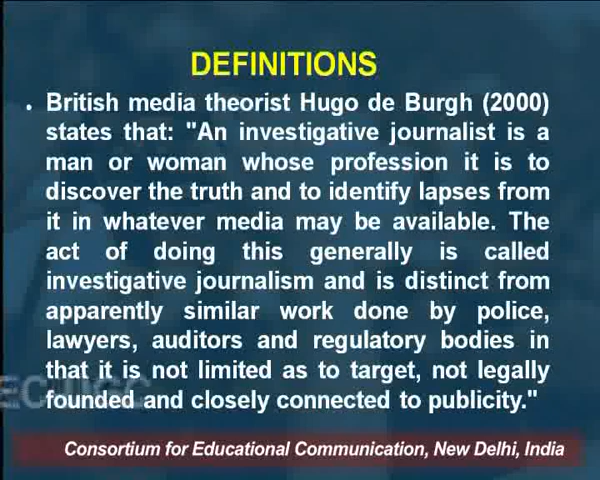 DEFINITIONS
• British media theorist Hugo de Burgh (2000)
states that: "An investigative journalist is a
man or woman whose profession it is to
discover the truth and to identify lapses from
it in whatever media may be available. The
act of doing this generally is called
investigative journalism and is distinct from
apparently similar work done by police,
lawyers, auditors and regulatory bodies in
that it is not limited as to target, not legally
founded and closely connected to publicity."
Consortium for Educational Communication, New Delhi, India